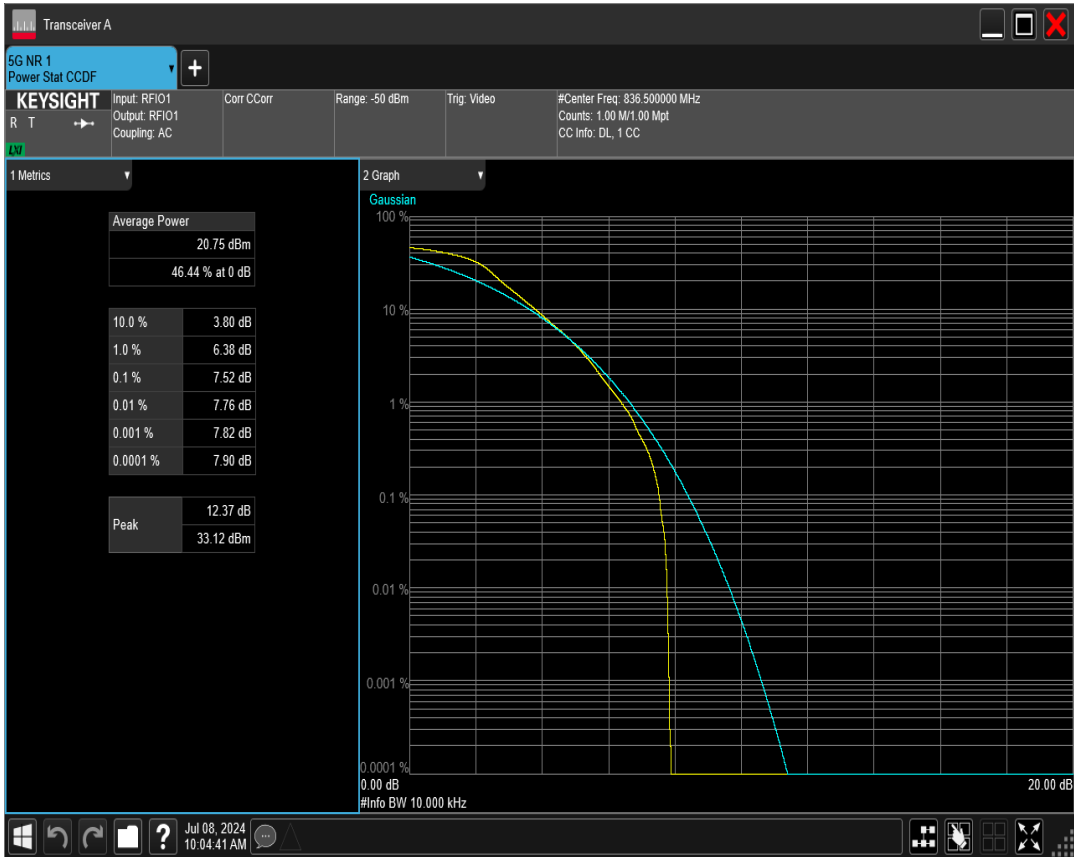 Transceiver A
5G NR 1
Power Stat CCDF
KEYSIGHT
R T
LXI
Input: RFIO1
Output: RFIO1
Coupling: AC
Corr CCorr
Range: -50 dBm
Trig: Video
#Center Freq: 836.500000 MHz
Counts: 1.00 M/1.00 Mpt
CC Info: DL, 1 CC
1 Metrics
Average Power
20.75 dBm
46.44 % at 0 dB
10.0 % 3.80 dB
1.0 % 6.38 dB
0.1 % 7.52 dB
0.01 % 7.76 dB
0.001 % 7.82 dB
0.0001 % 7.90 dB
Peak
12.37 dB
33.12 dBm
2 Graph
Gaussian
100 %
10 %
1 %
0.1 %
0.01 %
0.001 %
0.0001 %
0.00 dB 20.00 dB
#Info BW 10.000 kHz
?
Jul 08, 2024
10:04:41 AM